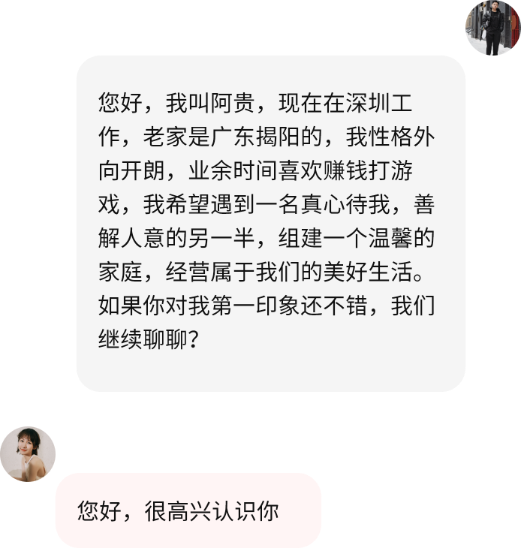 您好，我叫阿贵，现在在深圳工
作，老家是广东揭阳的，我性格外
向开朗，业余时间喜欢赚钱打游
戏，我希望遇到一名真心待我，善
解人意的另一半，组建一个温馨的
家庭，经营属于我们的美好生活。
如果你对我第一印象还不错，我们
继续聊聊？
您好，很高兴认识你